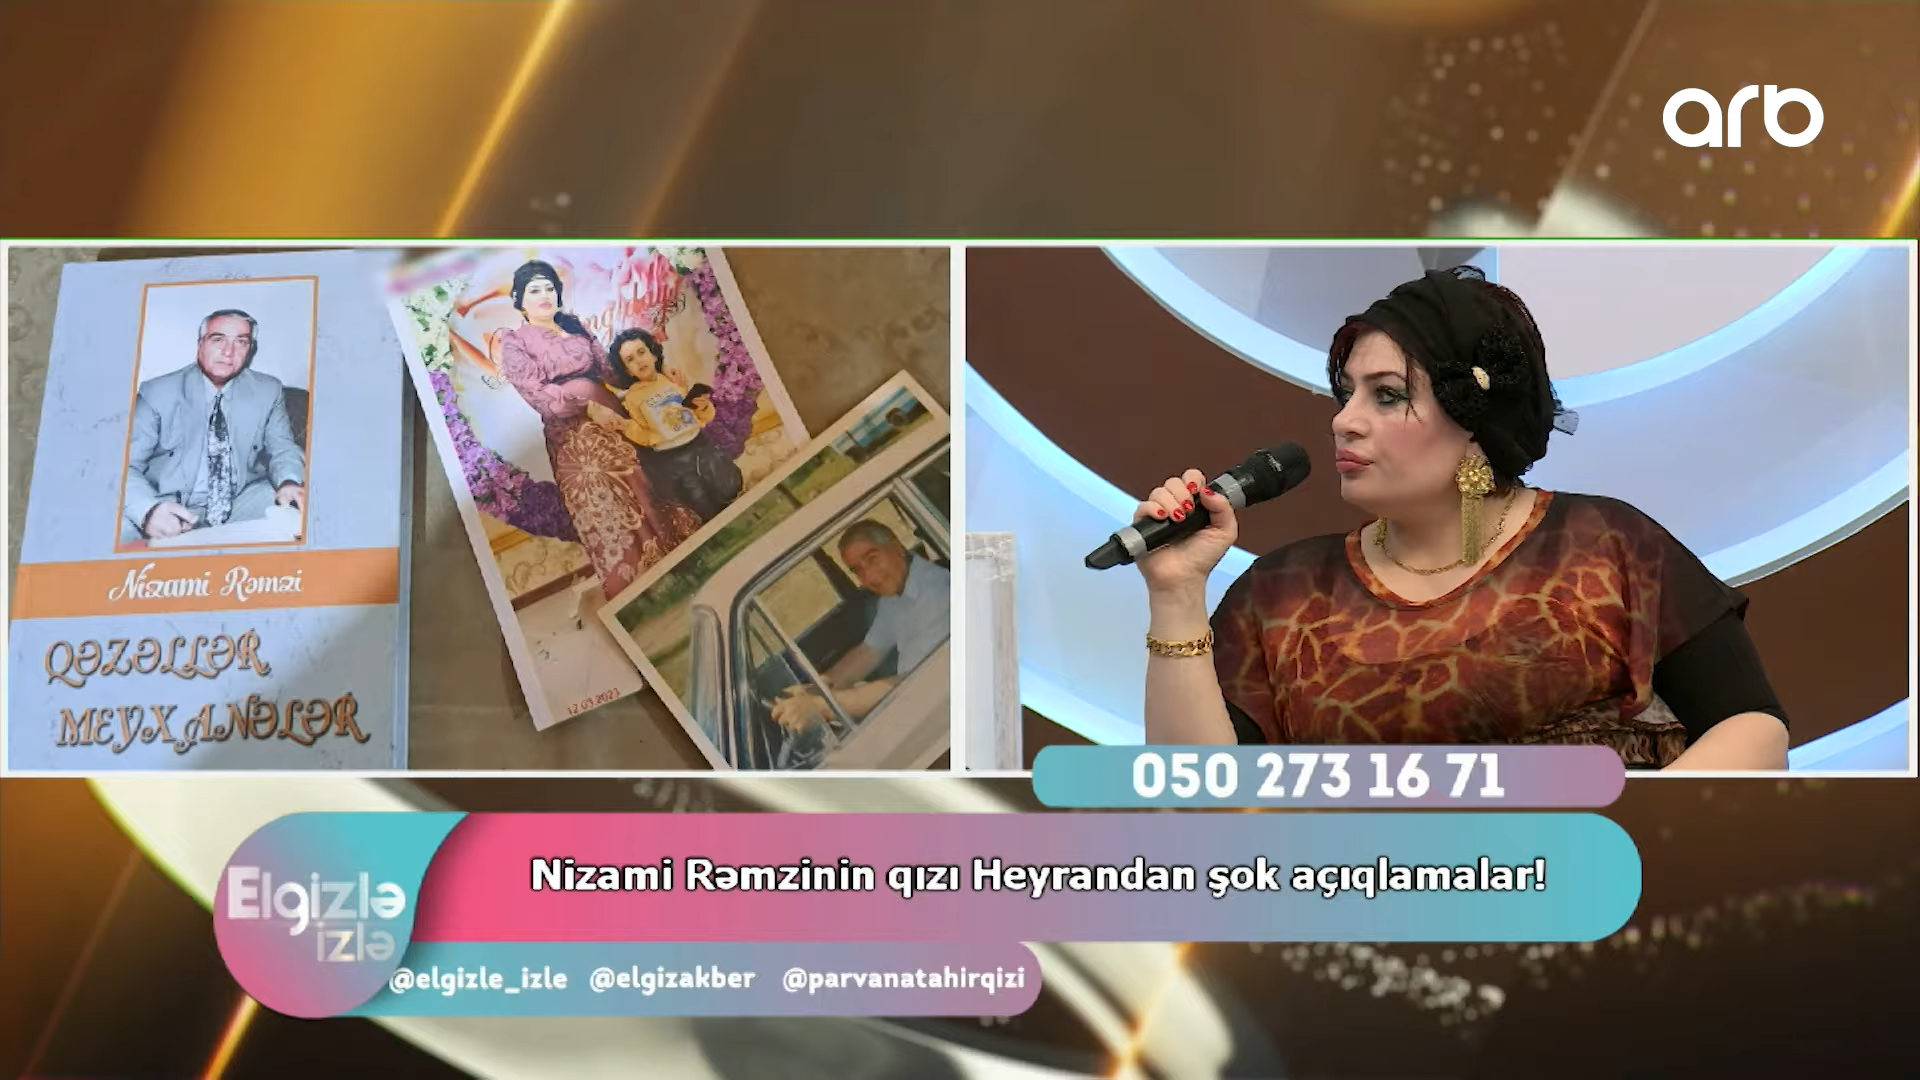 arb
Nizami Rəmzi
QƏZƏLLƏR
MEYXANƏLƏR
12.03.2023
050 273 16 71
Nizami Rəmzinin qızı Heyrandan şok açıqlamalar!
Elgizlə
izlə
@elgizle_izle @elgizakber @parvanatahirqizi